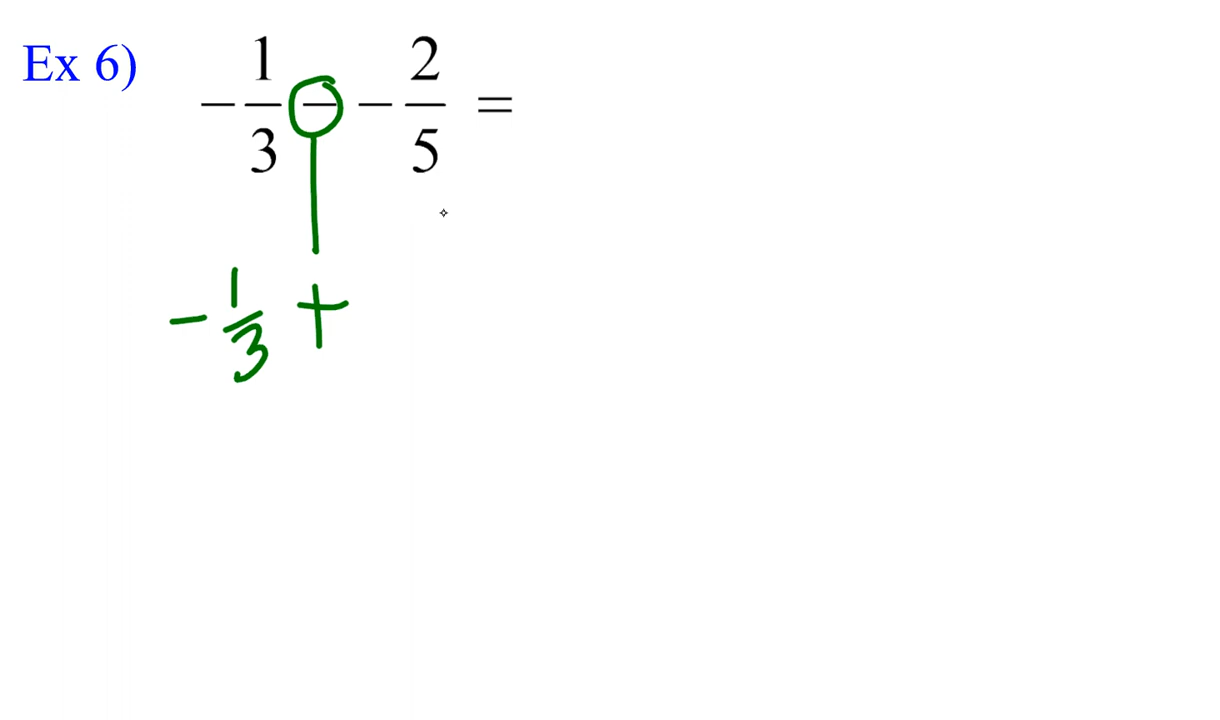 Ex 6) -1/3 - -2/5 =
-1/3 +